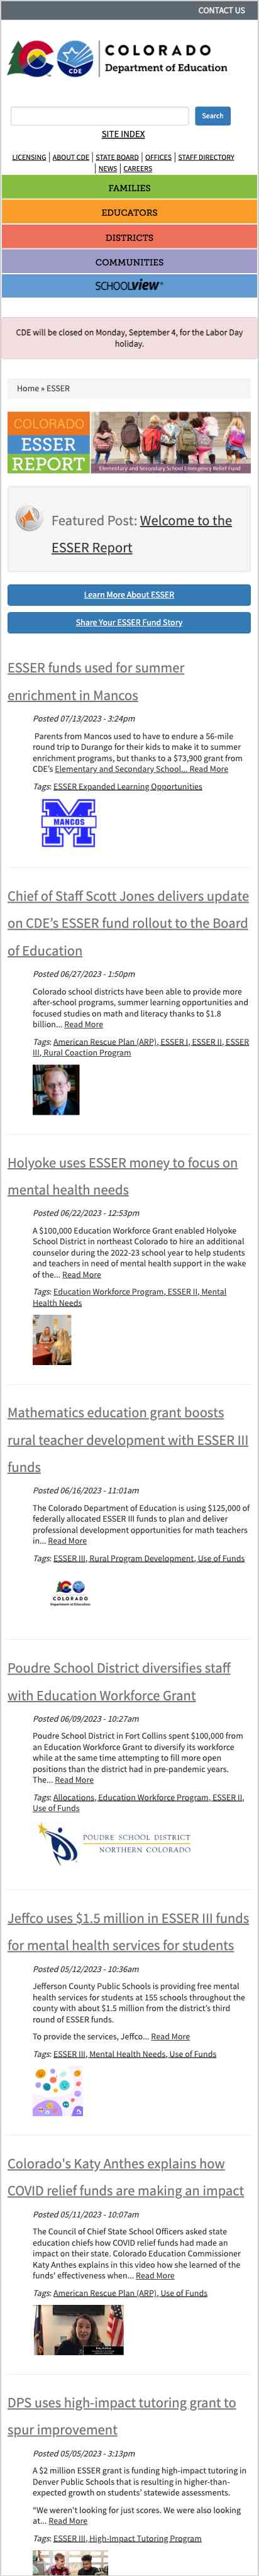 CONTACT US
COLORADO
Department of Education
CDE
Search
SITE INDEX
LICENSING | ABOUT CDE | STATE BOARD | OFFICES | STAFF DIRECTORY
| NEWS | CAREERS
FAMILIES
EDUCATORS
DISTRICTS
COMMUNITIES
SCHOOLVIEW®
CDE will be closed on Monday, September 4, for the Labor Day
holiday.
Home » ESSER
COLORADO
ESSER
REPORT
Elementary and Secondary School Emergency Relief Fund
Featured Post: Welcome to the
ESSER Report
Learn More About ESSER
Share Your ESSER Fund Story
ESSER funds used for summer
enrichment in Mancos
Posted 07/13/2023 - 3:24pm
Parents from Mancos used to have to endure a 56-mile
round trip to Durango for their kids to make it to summer
enrichment programs, but thanks to a $73,900 grant from
CDE's Elementary and Secondary School... Read More
Tags: ESSER Expanded Learning Opportunities
MANCOS
Chief of Staff Scott Jones delivers update
on CDE’s ESSER fund rollout to the Board
of Education
Posted 06/27/2023 - 1:50pm
Colorado school districts have been able to provide more
after-school programs, summer learning opportunities and
focused studies on math and literacy thanks to $1.8
billion... Read More
Tags: American Rescue Plan (ARP), ESSER I, ESSER II, ESSER
III, Rural Coaction Program
Holyoke uses ESSER money to focus on
mental health needs
Posted 06/22/2023 - 12:53pm
A $100,000 Education Workforce Grant enabled Holyoke
School District in northeast Colorado to hire an additional
counselor during the 2022-23 school year to help students
and teachers in need of mental health support in the wake
of the... Read More
Tags: Education Workforce Program, ESSER II, Mental
Health Needs
Mathematics education grant boosts
rural teacher development with ESSER III
funds
Posted 06/16/2023 - 11:01am
The Colorado Department of Education is using $125,000 of
federally allocated ESSER III funds to plan and deliver
professional development opportunities for math teachers
in... Read More
Tags: ESSER III, Rural Program Development, Use of Funds
COLORADO
Department of Education
Poudre School District diversifies staff
with Education Workforce Grant
Posted 06/09/2023 - 10:27am
Poudre School District in Fort Collins spent $100,000 from
an Education Workforce Grant to diversify its workforce
while at the same time attempting to fill more open
positions than the district had in pre-pandemic years.
The... Read More
Tags: Allocations, Education Workforce Program, ESSER II,
Use of Funds
POUDRE SCHOOL DISTRICT
NORTHERN COLORADO
Jeffco uses $1.5 million in ESSER III funds
for mental health services for students
Posted 05/12/2023 - 10:36am
Jefferson County Public Schools is providing free mental
health services for students at 155 schools throughout the
county with about $1.5 million from the district’s third
round of ESSER funds.
To provide the services, Jeffco... Read More
Tags: ESSER III, Mental Health Needs, Use of Funds
Colorado's Katy Anthes explains how
COVID relief funds are making an impact
Posted 05/11/2023 - 10:07am
The Council of Chief State School Officers asked state
education chiefs how COVID relief funds had made an
impact on their state. Colorado Education Commissioner
Katy Anthes explains in this video how she learned of the
funds' effectiveness when... Read More
Tags: American Rescue Plan (ARP), Use of Funds
DPS uses high-impact tutoring grant to
spur improvement
Posted 05/05/2023 - 3:13pm
A $2 million ESSER grant is funding high-impact tutoring in
Denver Public Schools that is resulting in higher-than-
expected growth on students’ statewide assessments.
"We weren't looking for just scores. We were also looking
at... Read More
Tags: ESSER III, High-Impact Tutoring Program